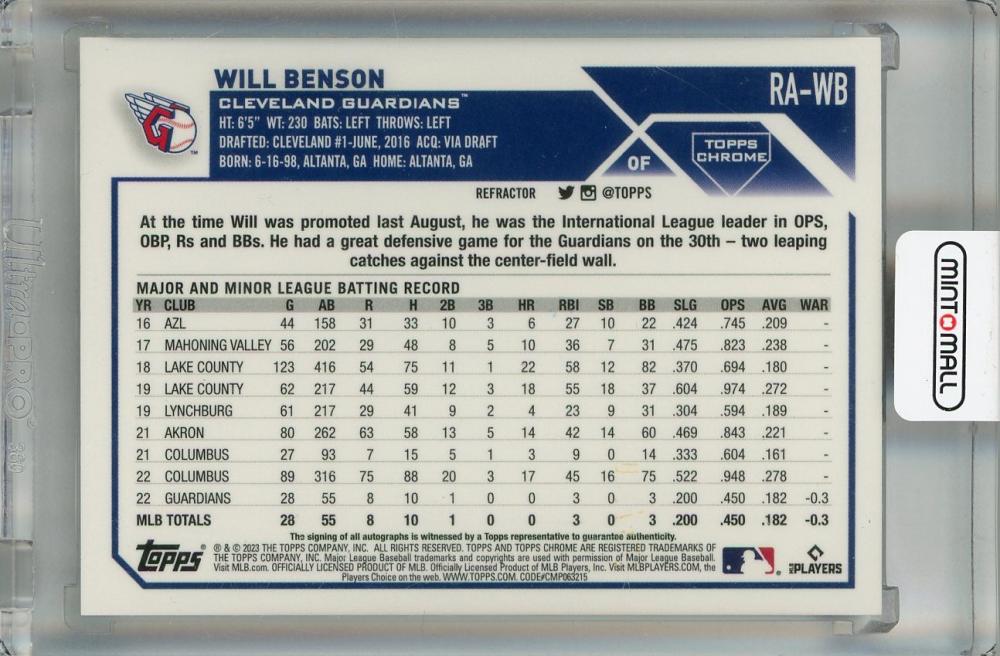 WILL BENSON
RA-WB
CLEVELAND GUARDIANS™
HT: 6'5" WT: 230 BATS: LEFT THROWS: LEFT
DRAFTED: CLEVELAND #1-JUNE, 2016 ACQ: VIA DRAFT
BORN: 6-16-98, ALTANTA, GA HOME: ALTANTA, GA
OF
TOPPS
CHROME
REFRACTOR @TOPPS
At the time Will was promoted last August, he was the International League leader in OPS,
OBP, Rs and BBs. He had a great defensive game for the Guardians on the 30th – two leaping
catches against the center-field wall.
MAJOR AND MINOR LEAGUE BATTING RECORD
YR CLUB G AB R H 2B 3B HR RBI SB BB SLG OPS AVG WAR
16 AZL 44 158 31 33 10 3 6 27 10 22 .424 .745 .209 -
17 MAHONING VALLEY 56 202 29 48 8 5 10 36 7 31 .475 .823 .238 -
18 LAKE COUNTY 123 416 54 75 11 1 22 58 12 82 .370 .694 .180 -
19 LAKE COUNTY 62 217 44 59 12 3 18 55 18 37 .604 .974 .272 -
19 LYNCHBURG 61 217 29 41 9 2 4 23 9 31 .304 .594 .189 -
21 AKRON 80 262 63 58 13 5 14 42 14 60 .469 .843 .221 -
21 COLUMBUS 27 93 7 15 5 1 3 9 0 14 .333 .604 .161 -
22 COLUMBUS 89 316 75 88 20 3 17 45 16 75 .522 .948 .278 -
22 GUARDIANS 28 55 8 10 1 0 0 3 0 3 .200 .450 .182 -0.3
MLB TOTALS 28 55 8 10 1 0 0 3 0 3 .200 .450 .182 -0.3
The signing of all autographs is witnessed by a Topps representative to guarantee authenticity.
Topps®
® & © 2023 THE TOPPS COMPANY, INC. ALL RIGHTS RESERVED. TOPPS AND TOPPS CHROME ARE REGISTERED TRADEMARKS OF
THE TOPPS COMPANY, INC. Major League Baseball trademarks and copyrights are used with permission of Major League Baseball.
Visit MLB.com. OFFICIALLY LICENSED PRODUCT OF MLB. Officially Licensed Product of MLB Players, Inc. Visit MLBPLAYERS.COM, the
Players Choice on the web. WWW.TOPPS.COM. CODE#CMP063215
MLB PLAYERS
MINT MALL
UltraPRO®